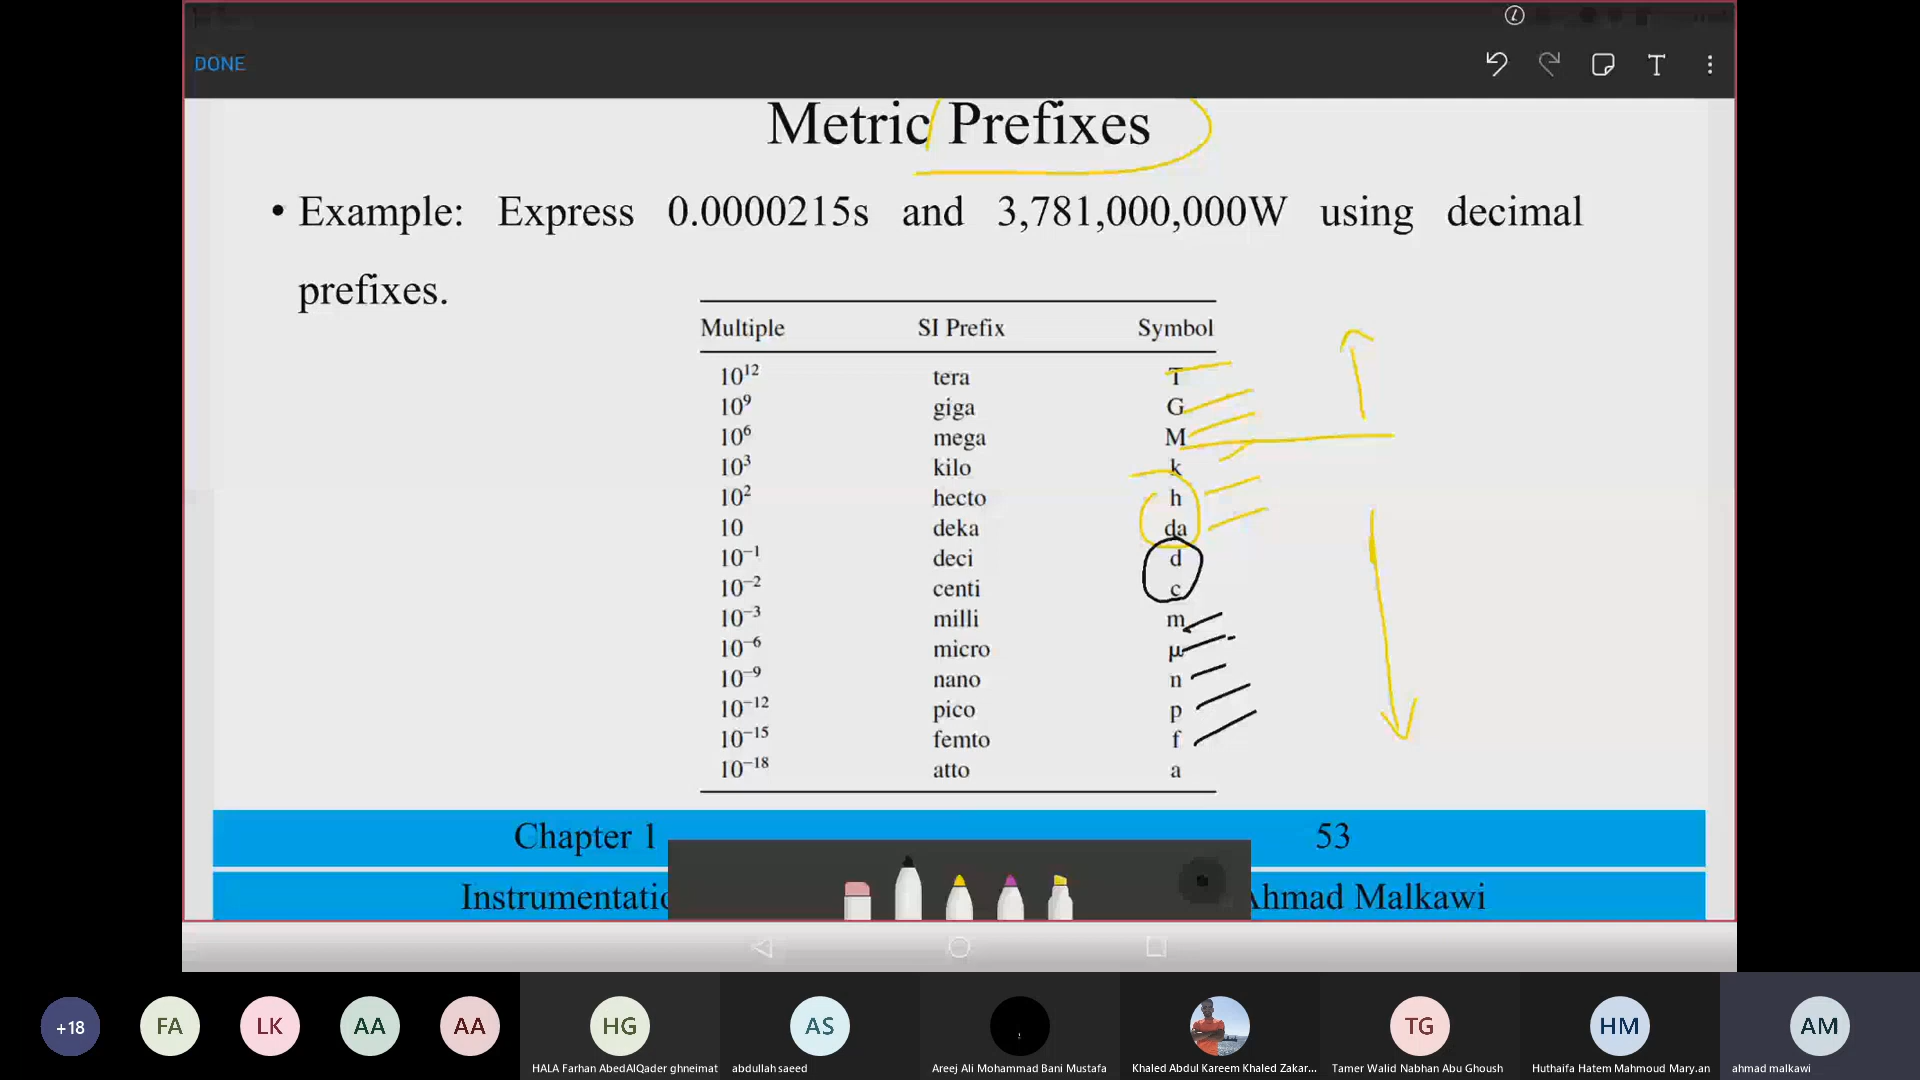 DONE
T
Metric Prefixes
• Example: Express 0.0000215s and 3,781,000,000W using decimal
prefixes.
Multiple SI Prefix Symbol
10¹² tera T
10⁹ giga G
10⁶ mega M
10³ kilo k
10² hecto h
10 deka da
10⁻¹ deci d
10⁻² centi c
10⁻³ milli m
10⁻⁶ micro μ
10⁻⁹ nano n
10⁻¹² pico p
10⁻¹⁵ femto f
10⁻¹⁸ atto a
Chapter 1 53
Instrumentatio Ahmad Malkawi
+18 FA LK AA AA HG AS TG HM AM
HALA Farhan AbedAlQader ghneimat abdullah saeed Areej Ali Mohammad Bani Mustafa Khaled Abdul Kareem Khaled Zakar... Tamer Walid Nabhan Abu Ghoush Huthaifa Hatem Mahmoud Mary.an ahmad malkawi